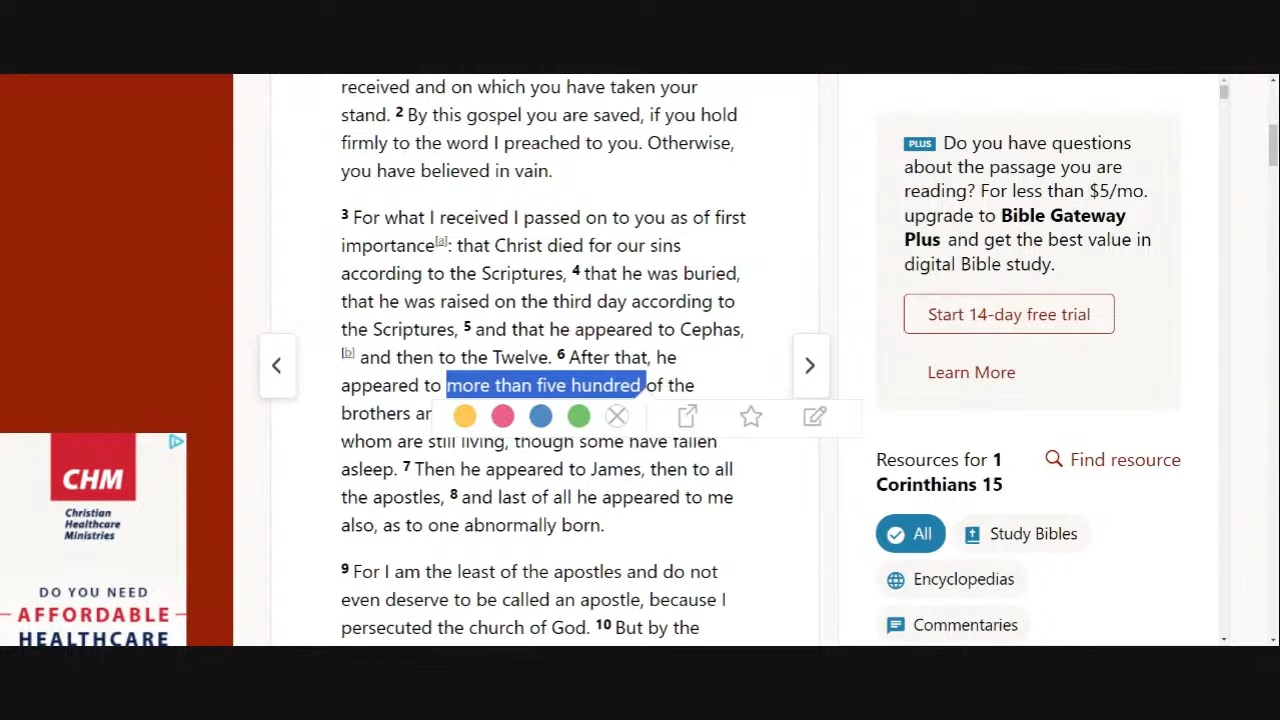 received and on which you have taken your
stand. 2 By this gospel you are saved, if you hold
firmly to the word I preached to you. Otherwise,
you have believed in vain.
3 For what I received I passed on to you as of first
importance[a]: that Christ died for our sins
according to the Scriptures, 4 that he was buried,
that he was raised on the third day according to
the Scriptures, 5 and that he appeared to Cephas,
[b] and then to the Twelve. 6 After that, he
appeared to more than five hundred of the
brothers
whom are still living, though some have fallen
asleep. 7 Then he appeared to James, then to all
the apostles, 8 and last of all he appeared to me
also, as to one abnormally born.
9 For I am the least of the apostles and do not
even deserve to be called an apostle, because I
persecuted the church of God. 10 But by the
CHM
Christian
Healthcare
Ministries
DO YOU NEED
AFFORDABLE
HEALTHCARE
PLUS Do you have questions
about the passage you are
reading? For less than $5/mo.
upgrade to Bible Gateway
Plus and get the best value in
digital Bible study.
Start 14-day free trial
Learn More
Resources for 1
Corinthians 15
Find resource
All
Study Bibles
Encyclopedias
Commentaries